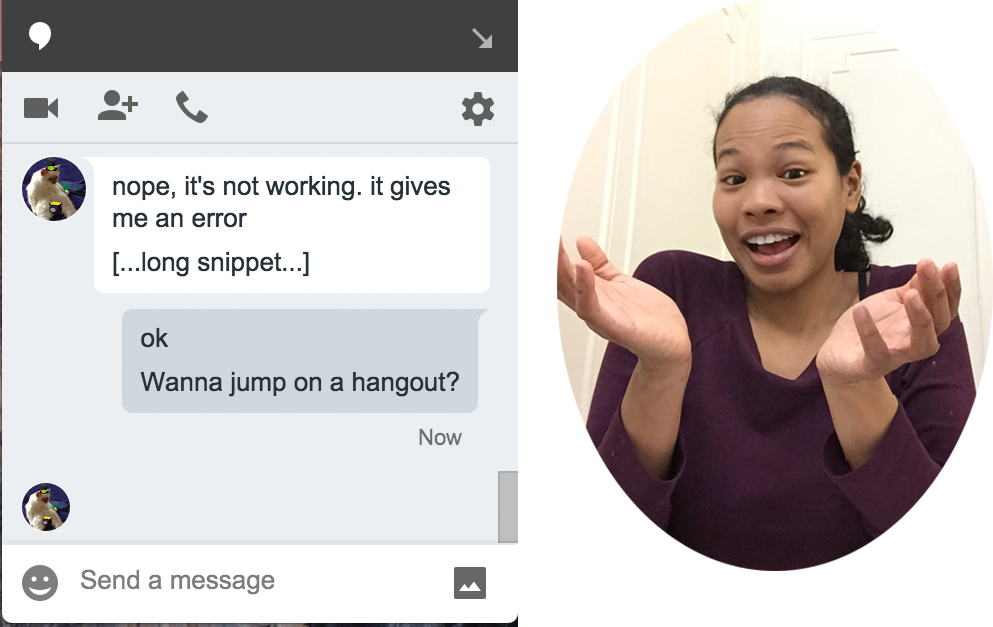 nope, it's not working. it gives
me an error
[...long snippet...]
ok
Wanna jump on a hangout?
Now
Send a message